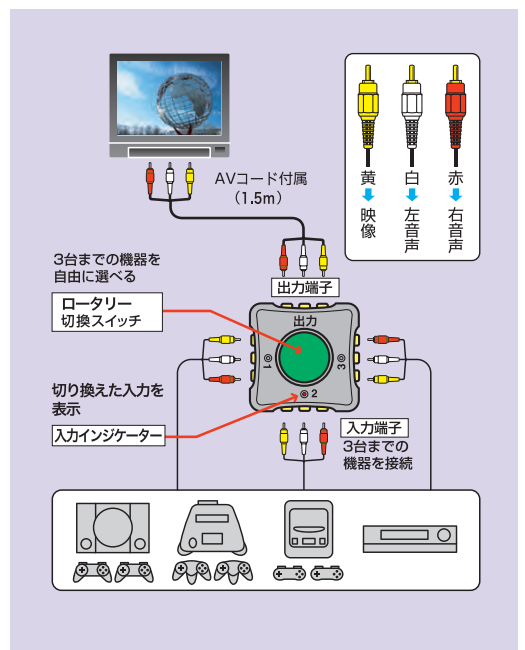 AVコード付属
（1.5m）
黄
映像
白
左音声
赤
右音声
3台までの機器を
自由に選べる
ロータリー
切換スイッチ
出力端子
出力
1
3
2
切り換えた入力を
表示
入力インジケーター
入力端子
3台までの
機器を接続